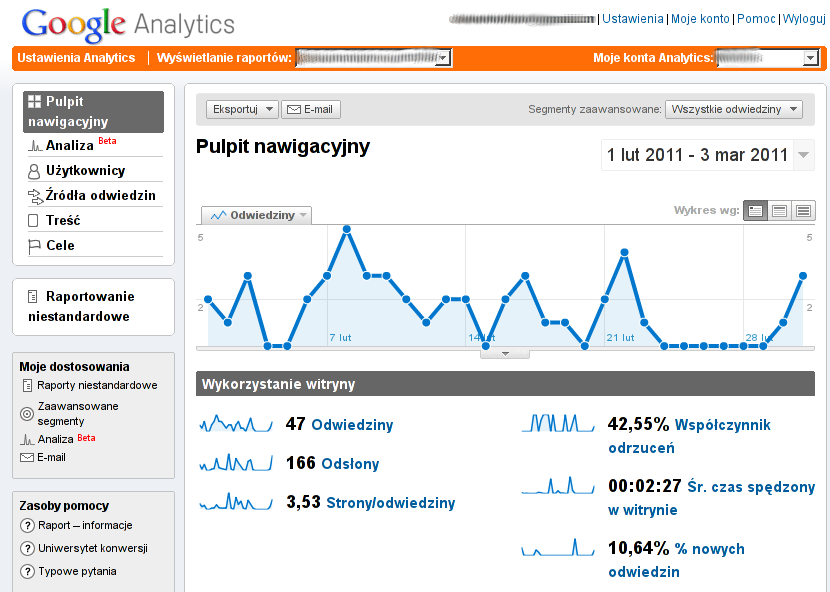 Google Analytics
| Ustawienia | Moje konto | Pomoc | Wyloguj
Ustawienia Analytics | Wyświetlanie raportów:
Moje konta Analytics:
Pulpit
nawigacyjny
Analiza Beta
Użytkownicy
Źródła odwiedzin
Treść
Cele
Raportowanie
niestandardowe
Moje dostosowania
Raporty niestandardowe
Zaawansowane
segmenty
Analiza Beta
E-mail
Zasoby pomocy
Raport – informacje
Uniwersytet konwersji
Typowe pytania
Eksportuj
E-mail
Segmenty zaawansowane: Wszystkie odwiedziny
Pulpit nawigacyjny
1 lut 2011 - 3 mar 2011
Odwiedziny
Wykres wg:
5 5
2 2
7 lut 14 lut 21 lut 28 lut
Wykorzystanie witryny
47 Odwiedziny
166 Odsłony
3,53 Strony/odwiedziny
42,55% Współczynnik
odrzuceń
00:02:27 Śr. czas spędzony
w witrynie
10,64% % nowych
odwiedzin